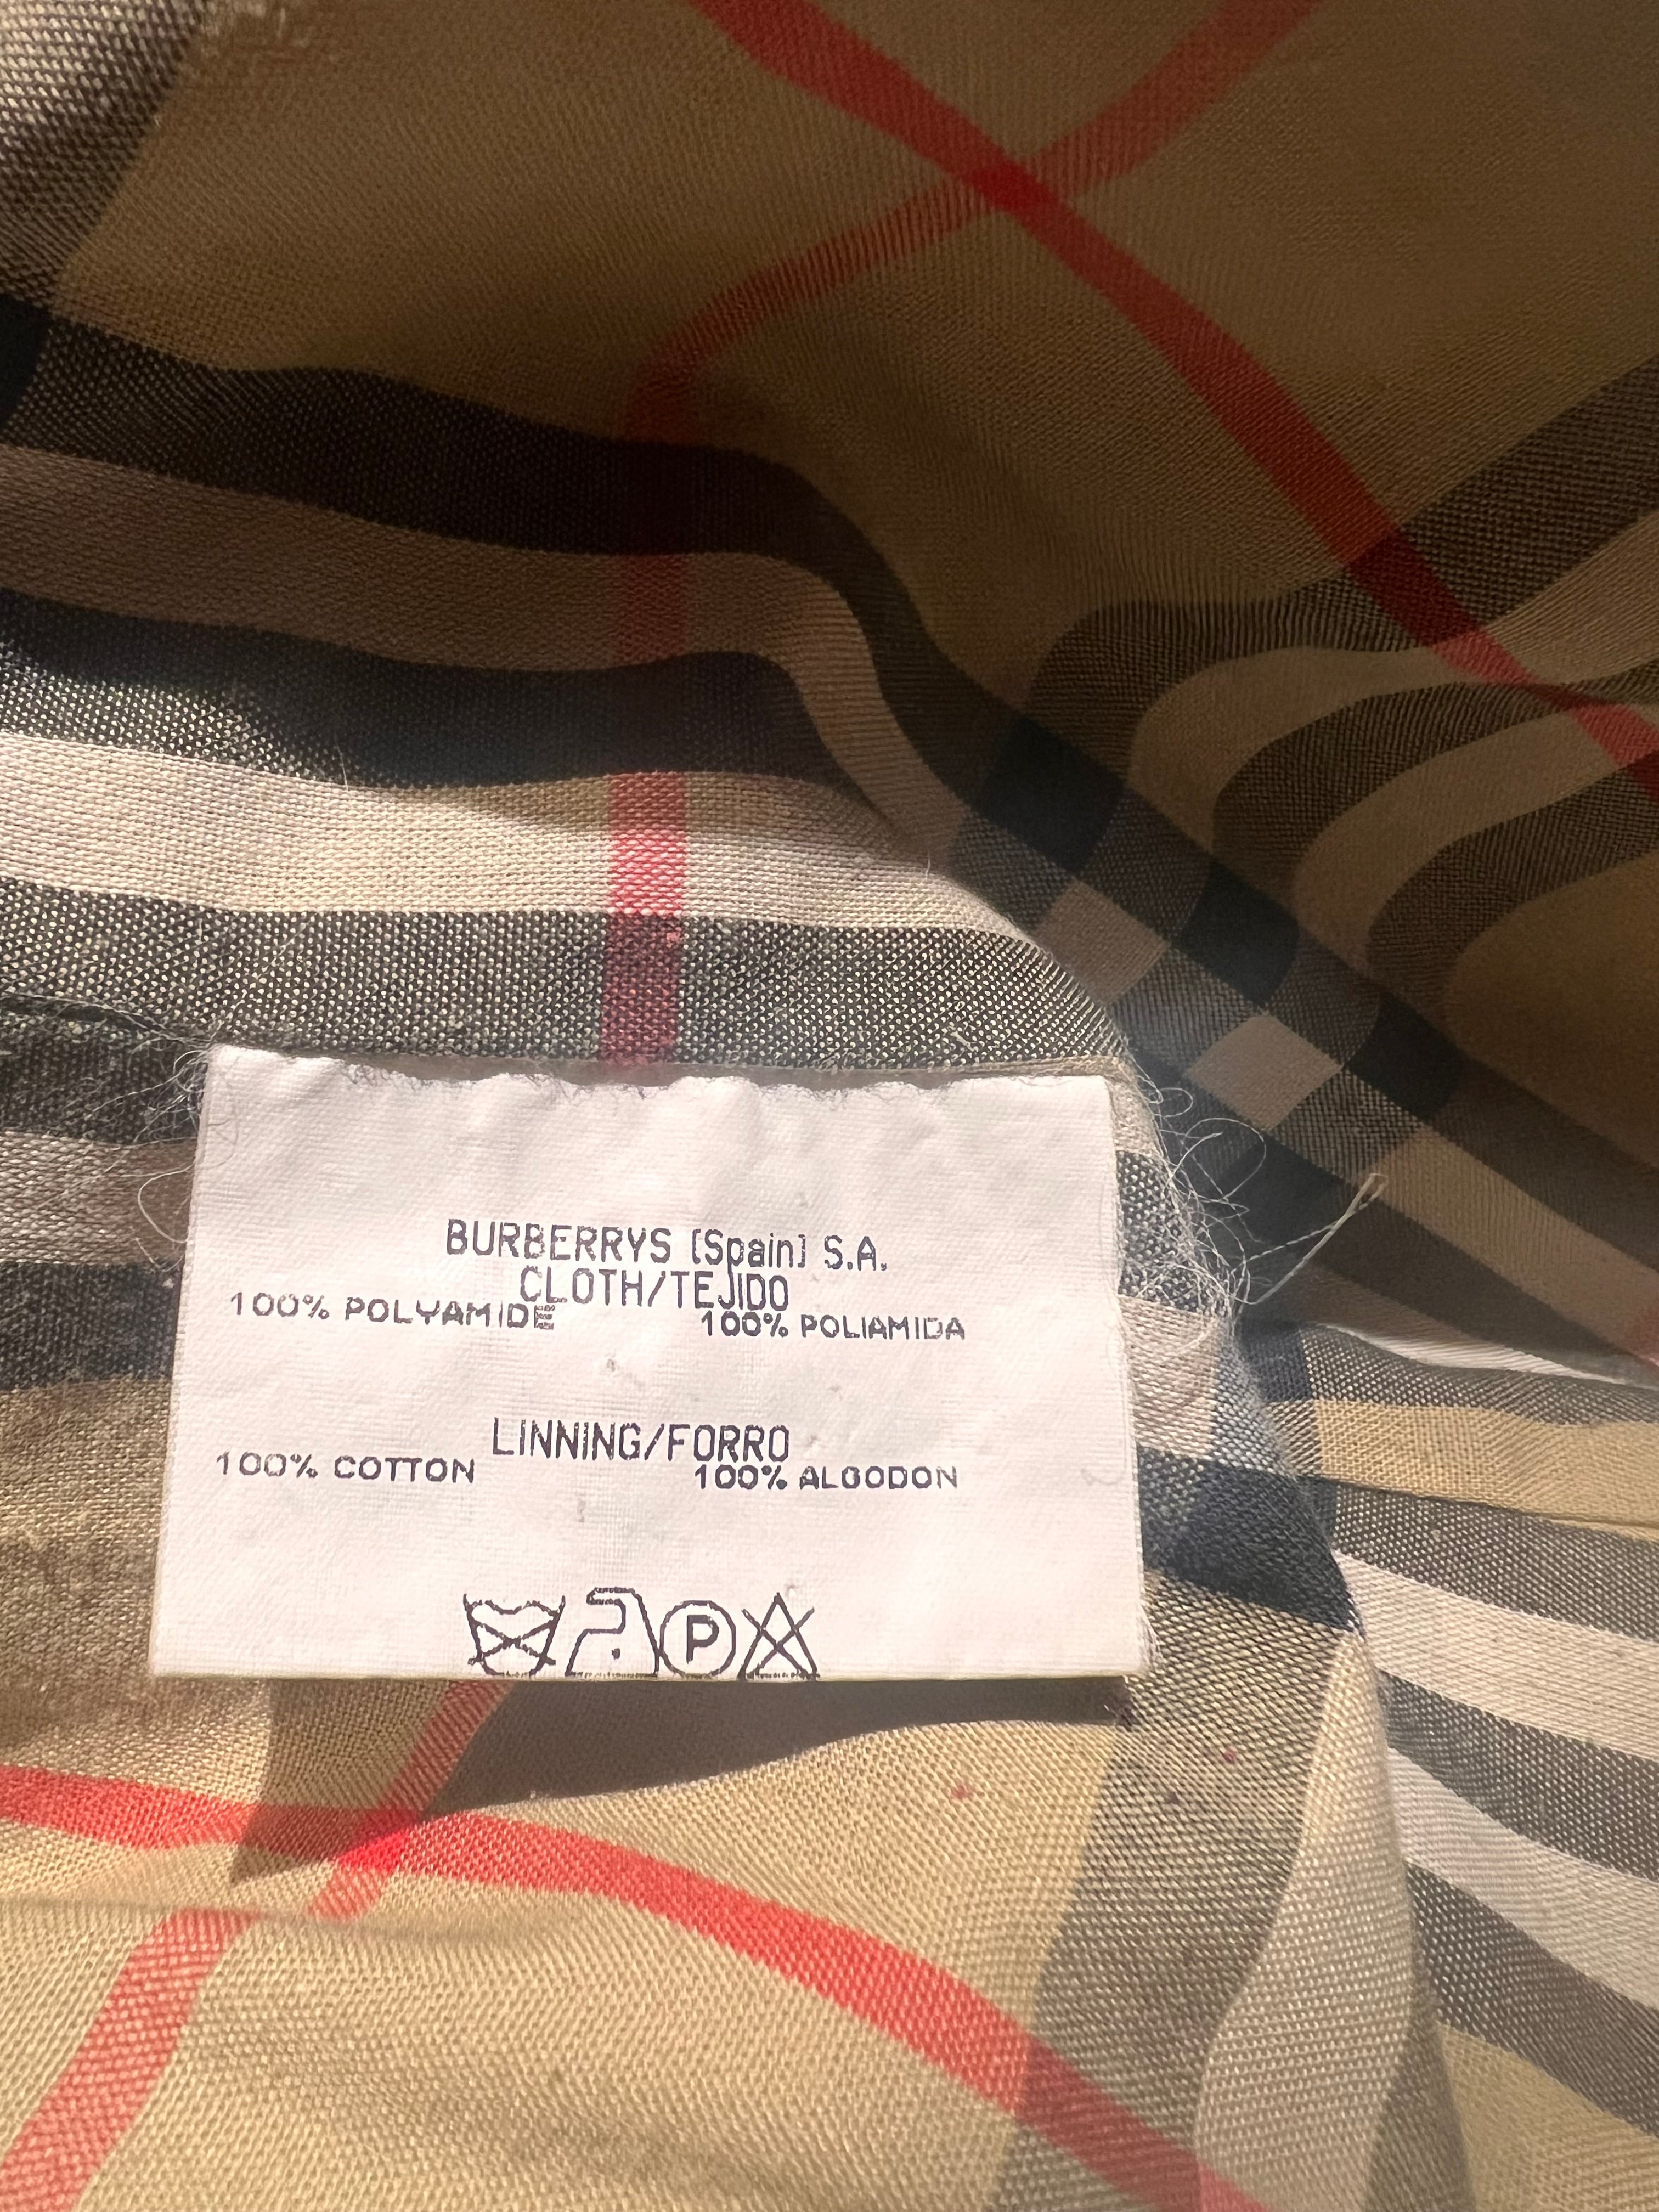 BURBERRYS [Spain] S.A.
CLOTH/TEJIDO
100% POLYAMIDE 100% POLIAMIDA
LINNING/FORRO
100% COTTON 100% ALGODON
P